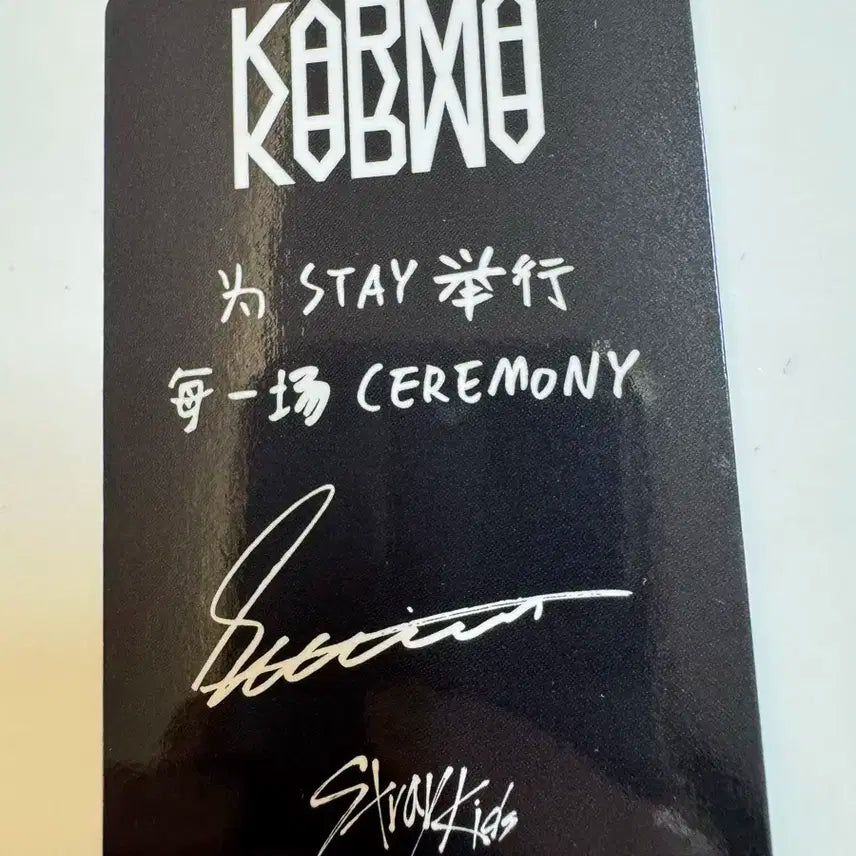 KARMA
为 STAY 举行
每一场 CEREMONY
Stray Kids